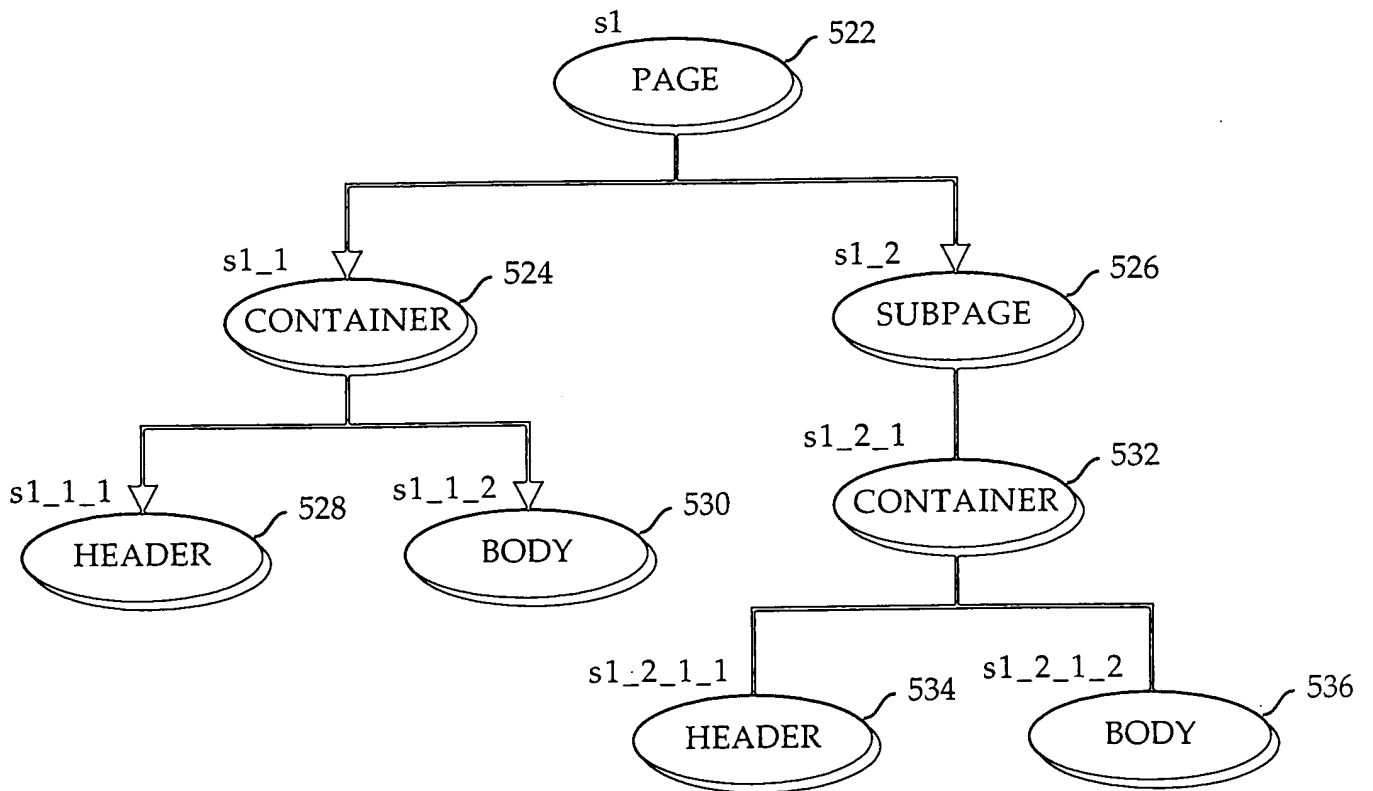 s1
522
PAGE
s1_1
524
CONTAINER
s1_2
526
SUBPAGE
s1_1_1
528
HEADER
s1_1_2
530
BODY
s1_2_1
532
CONTAINER
s1_2_1_1
534
HEADER
s1_2_1_2
536
BODY